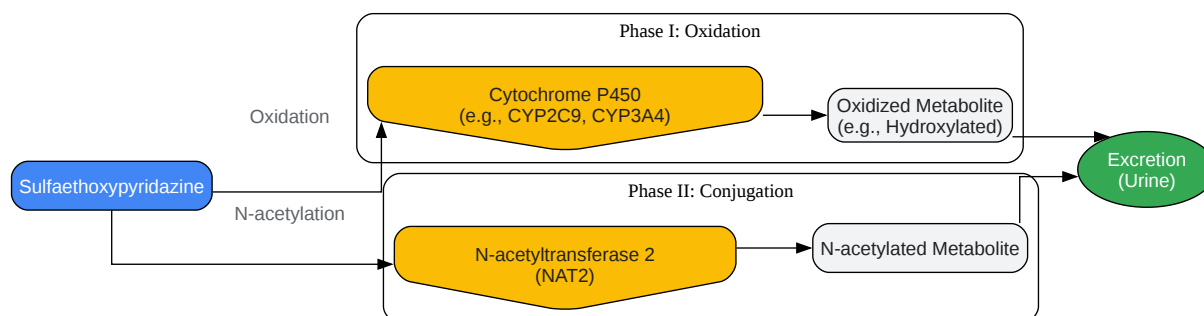 Phase I: Oxidation
Cytochrome P450
(e.g., CYP2C9, CYP3A4)
Oxidized Metabolite
(e.g., Hydroxylated)
Oxidation
Excretion
(Urine)
Sulfaethoxypyridazine
Phase II: Conjugation
N-acetylation
N-acetyltransferase 2
(NAT2)
N-acetylated Metabolite